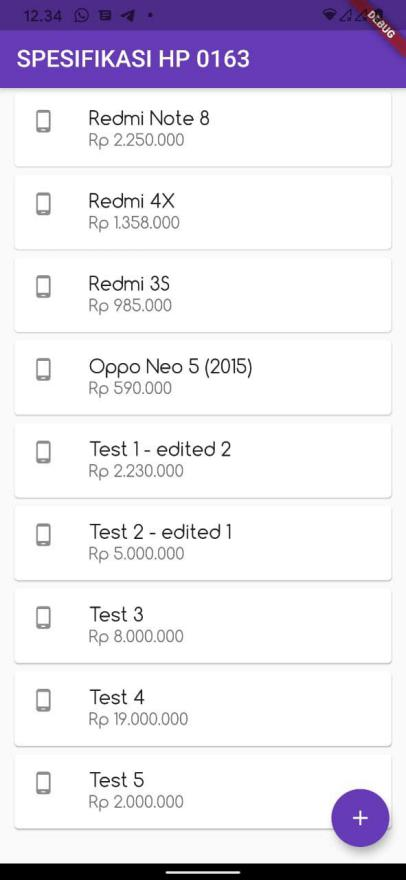 12.34
DEBUG
SPESIFIKASI HP 0163
Redmi Note 8
Rp 2.250.000
Redmi 4X
Rp 1.358.000
Redmi 3S
Rp 985.000
Oppo Neo 5 (2015)
Rp 590.000
Test 1 - edited 2
Rp 2.230.000
Test 2 - edited 1
Rp 5.000.000
Test 3
Rp 8.000.000
Test 4
Rp 19.000.000
Test 5
Rp 2.000.000
+